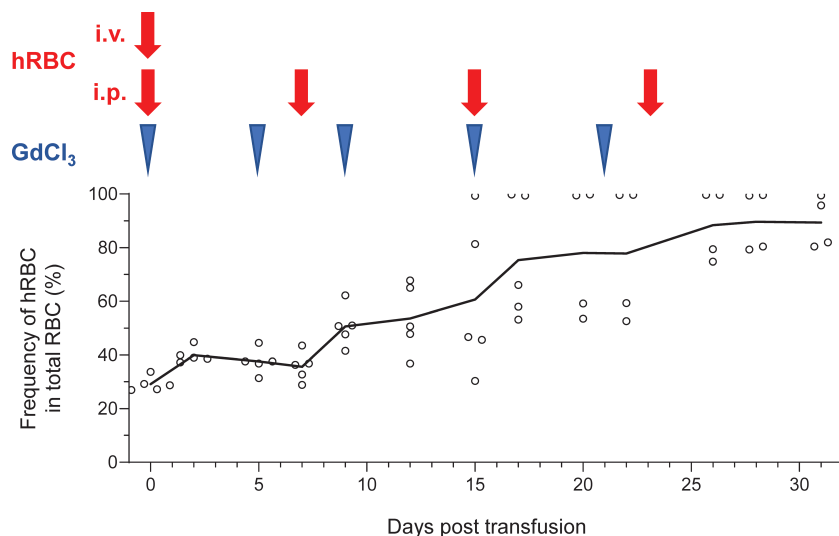 i.v.
hRBC
i.p.
GdCl3
100
80
60
40
20
0
Frequency of hRBC
in total RBC (%)
0 5 10 15 20 25 30
Days post transfusion